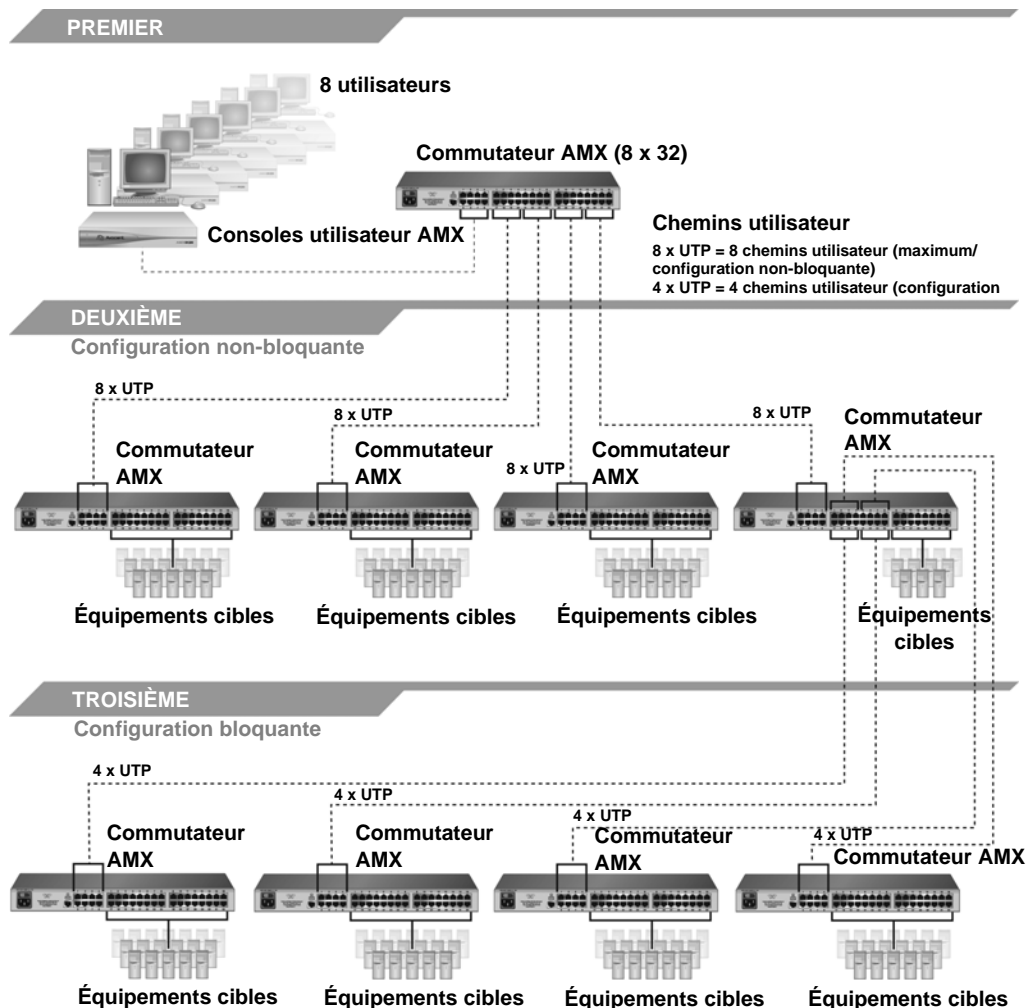 PREMIER
8 utilisateurs
Commutateur AMX (8 x 32)
Consoles utilisateur AMX
Chemins utilisateur
8 x UTP = 8 chemins utilisateur (maximum/
configuration non-bloquante)
4 x UTP = 4 chemins utilisateur (configuration
DEUXIÈME
Configuration non-bloquante
8 x UTP
8 x UTP
8 x UTP
8 x UTP
Commutateur
AMX
Commutateur
AMX
Commutateur
AMX
Commutateur
AMX
Équipements cibles
Équipements cibles
Équipements cibles
Équipements
cibles
TROISIÈME
Configuration bloquante
4 x UTP
4 x UTP
4 x UTP
4 x UTP
Commutateur
AMX
Commutateur
AMX
Commutateur
AMX
Commutateur AMX
Équipements cibles
Équipements cibles
Équipements cibles
Équipements cibles